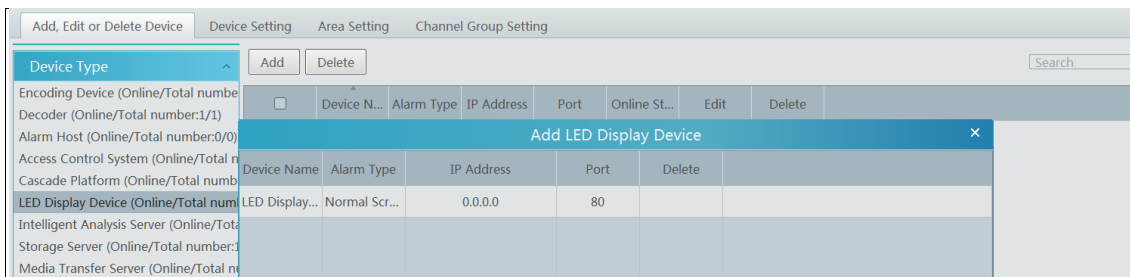 Add, Edit or Delete Device Device Setting Area Setting Channel Group Setting
Device Type
Add Delete
Search
Encoding Device (Online/Total numbe
Decoder (Online/Total number:1/1)
Alarm Host (Online/Total number:0/0)
Access Control System (Online/Total n
Cascade Platform (Online/Total numb
LED Display Device (Online/Total num
Intelligent Analysis Server (Online/Tota
Storage Server (Online/Total number:1
Media Transfer Server (Online/Total nu
Device N... Alarm Type IP Address Port Online St... Edit Delete
Add LED Display Device
Device Name Alarm Type IP Address Port Delete
LED Display... Normal Scr... 0.0.0.0 80